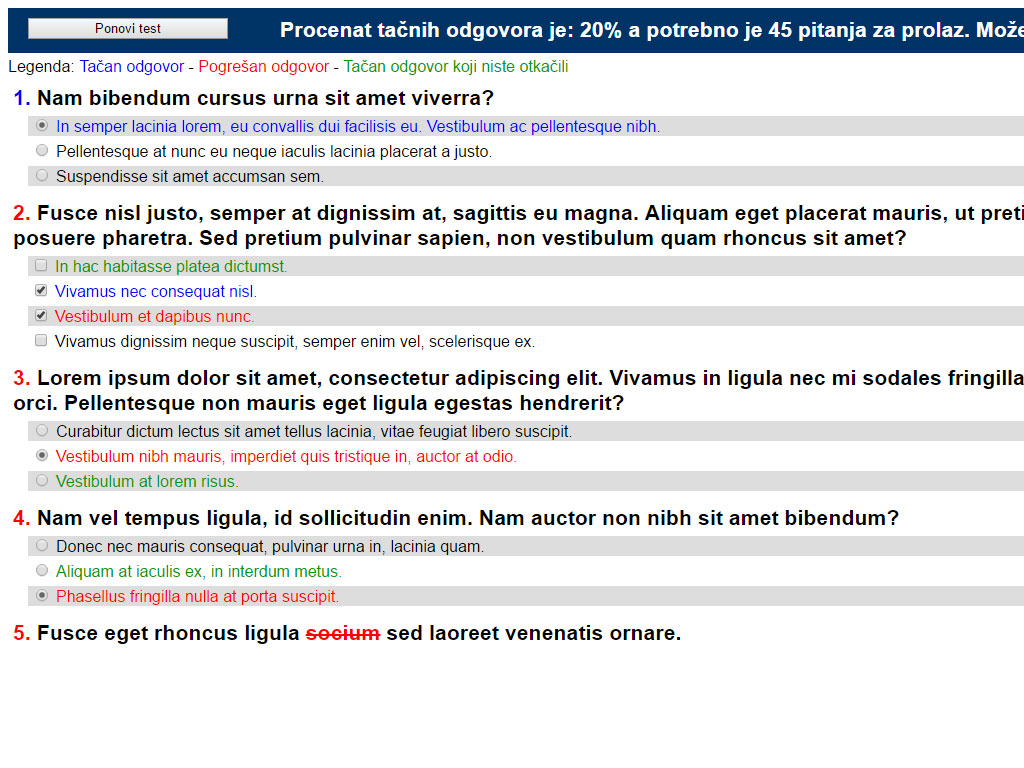 Ponovi test
Procenat tačnih odgovora je: 20% a potrebno je 45 pitanja za prolaz. Može
Legenda: Tačan odgovor - Pogrešan odgovor - Tačan odgovor koji niste otkačili
1. Nam bibendum cursus urna sit amet viverra?
In semper lacinia lorem, eu convallis dui facilisis eu. Vestibulum ac pellentesque nibh.
Pellentesque at nunc eu neque iaculis lacinia placerat a justo.
Suspendisse sit amet accumsan sem.
2. Fusce nisl justo, semper at dignissim at, sagittis eu magna. Aliquam eget placerat mauris, ut preti
posuere pharetra. Sed pretium pulvinar sapien, non vestibulum quam rhoncus sit amet?
In hac habitasse platea dictumst.
Vivamus nec consequat nisl.
Vestibulum et dapibus nunc.
Vivamus dignissim neque suscipit, semper enim vel, scelerisque ex.
3. Lorem ipsum dolor sit amet, consectetur adipiscing elit. Vivamus in ligula nec mi sodales fringilla
orci. Pellentesque non mauris eget ligula egestas hendrerit?
Curabitur dictum lectus sit amet tellus lacinia, vitae feugiat libero suscipit.
Vestibulum nibh mauris, imperdiet quis tristique in, auctor at odio.
Vestibulum at lorem risus.
4. Nam vel tempus ligula, id sollicitudin enim. Nam auctor non nibh sit amet bibendum?
Donec nec mauris consequat, pulvinar urna in, lacinia quam.
Aliquam at iaculis ex, in interdum metus.
Phasellus fringilla nulla at porta suscipit.
5. Fusce eget rhoncus ligula socium sed laoreet venenatis ornare.